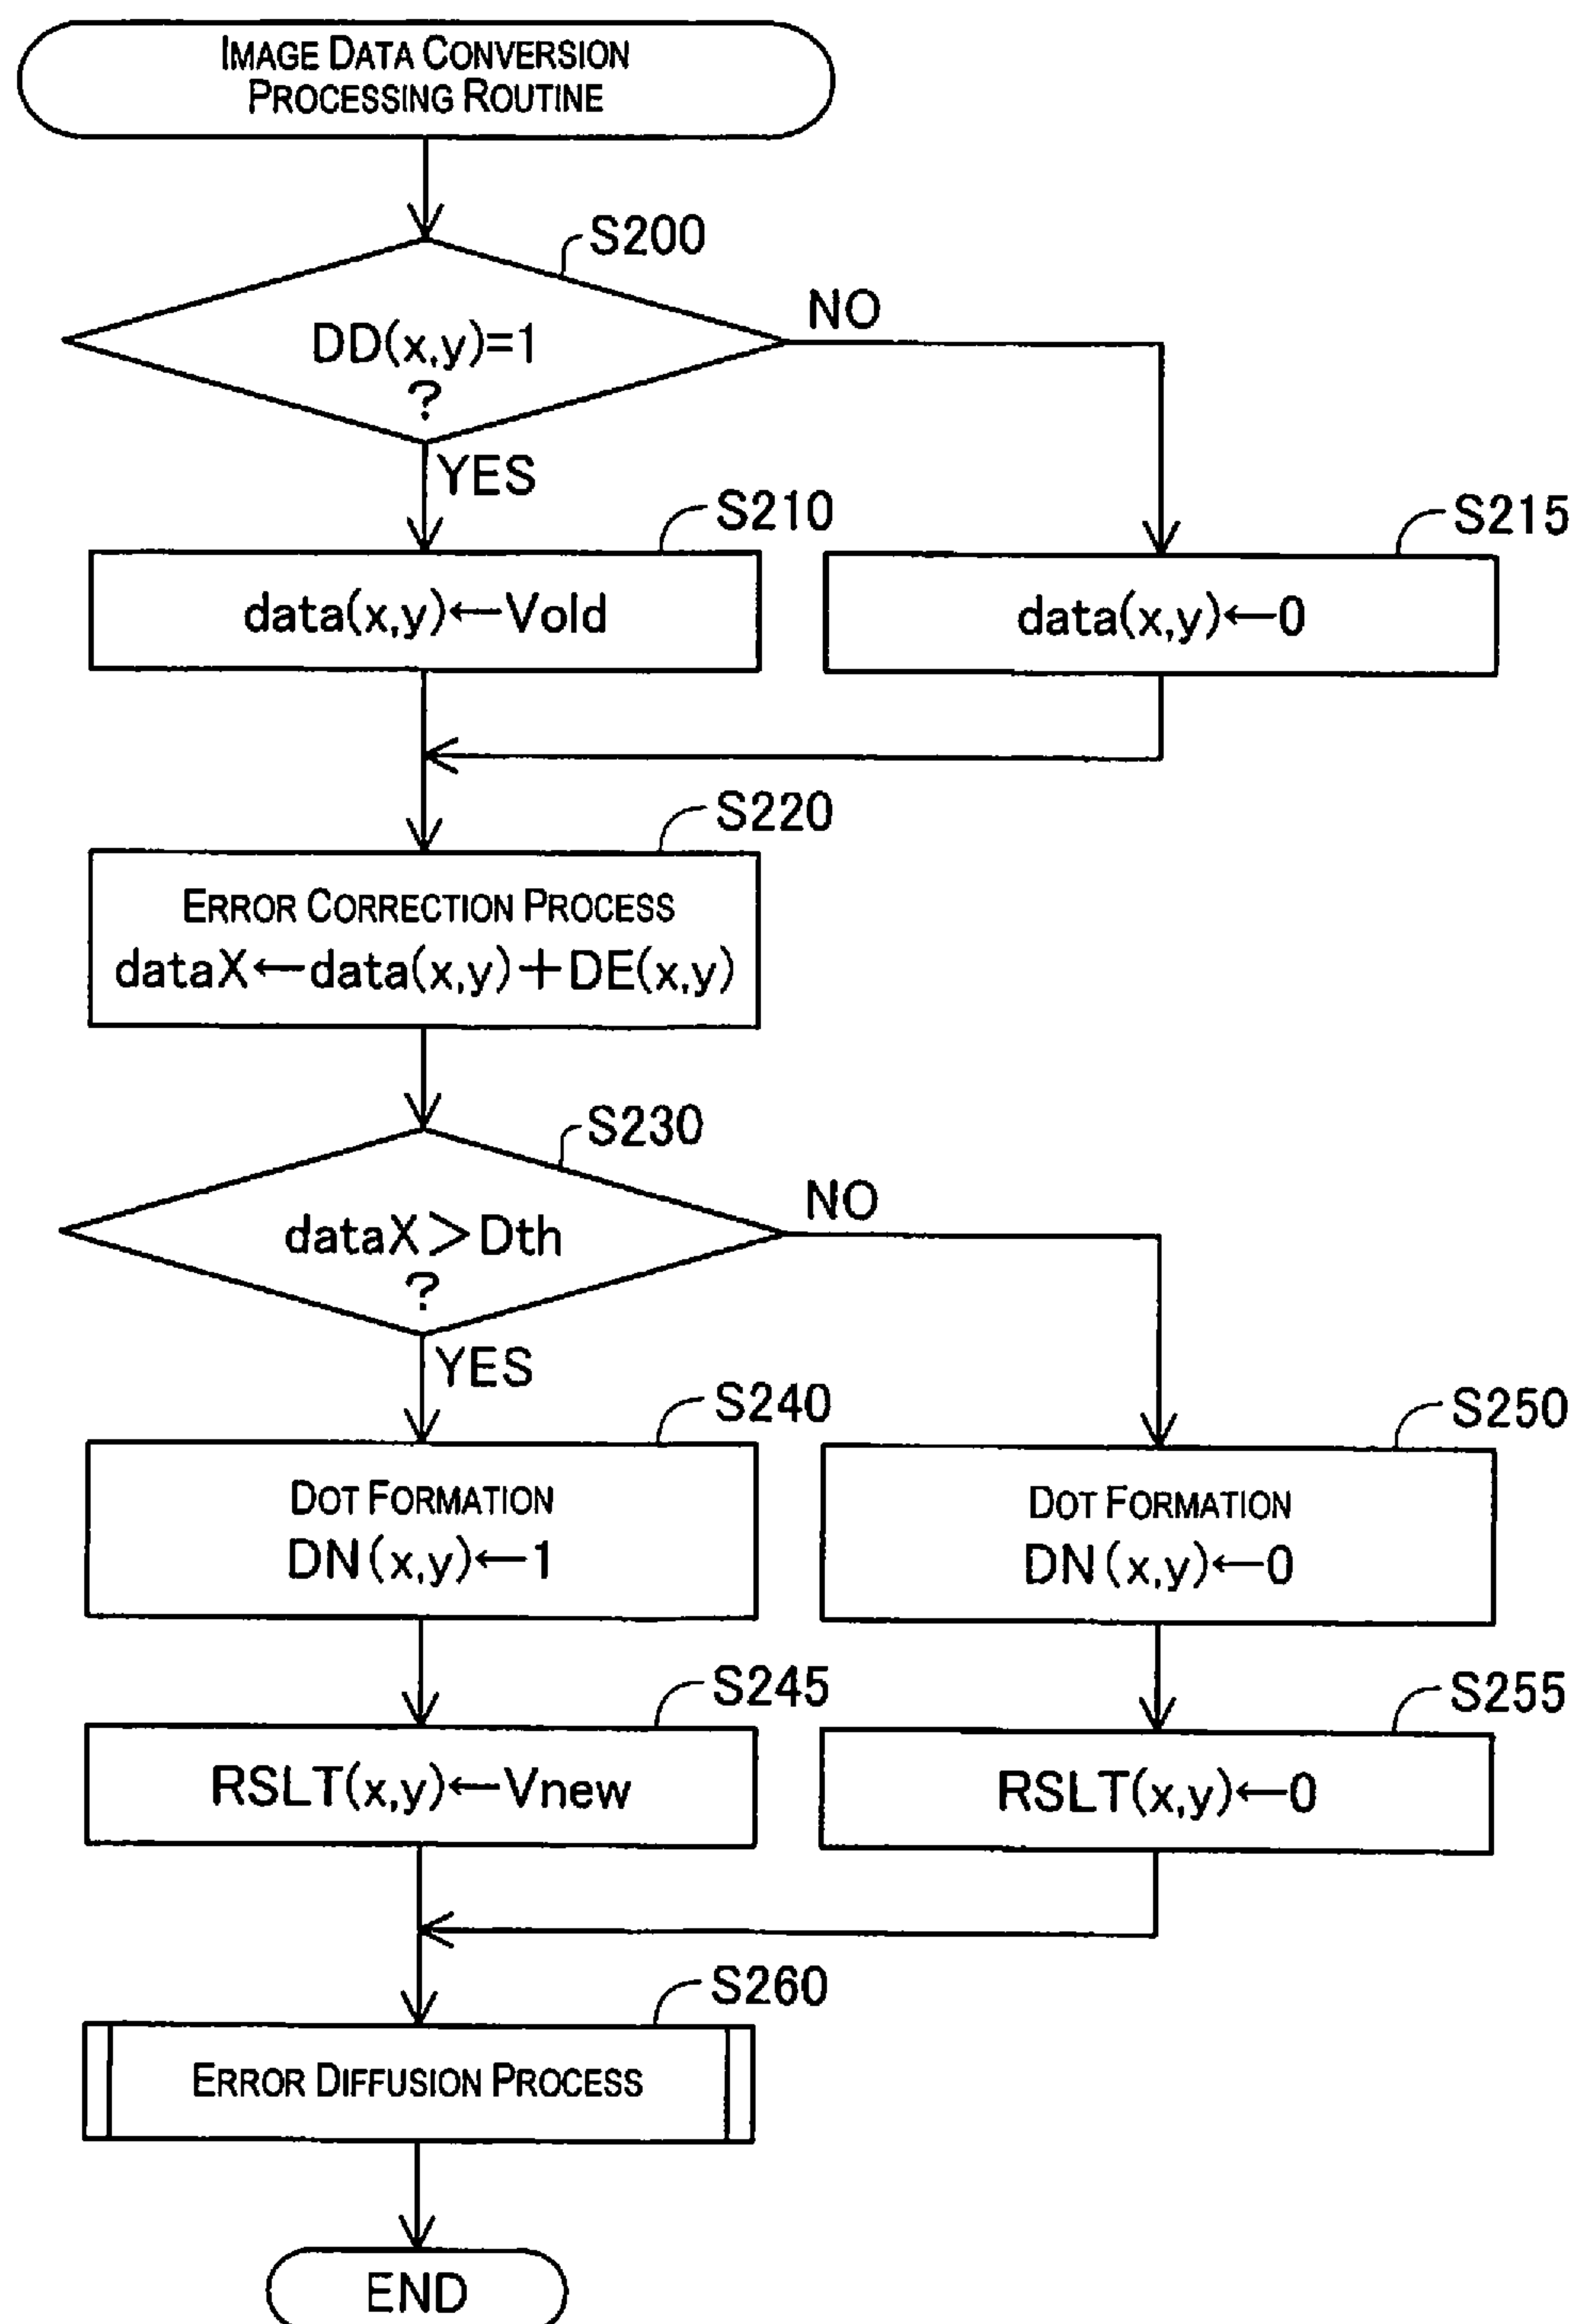 IMAGE DATA CONVERSION
PROCESSING ROUTINE
S200
DD(x,y)=1
?
NO
YES
S210
data(x,y)←Vold
S215
data(x,y)←0
S220
ERROR CORRECTION PROCESS
dataX←data(x,y)+DE(x,y)
S230
dataX>Dth
?
NO
YES
S240
DOT FORMATION
DN(x,y)←1
S250
DOT FORMATION
DN(x,y)←0
S245
RSLT(x,y)←Vnew
S255
RSLT(x,y)←0
S260
ERROR DIFFUSION PROCESS
END